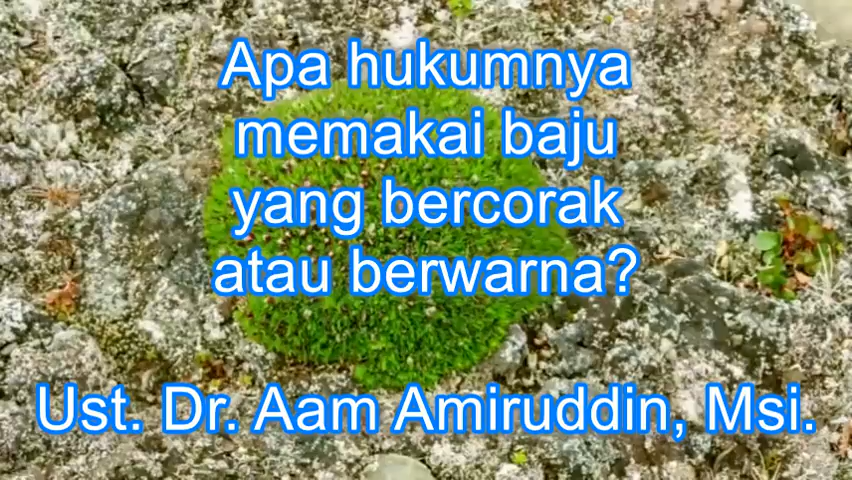 Apa hukumnya
memakai baju
yang bercorak
atau berwarna?
Ust. Dr. Aam Amiruddin, Msi.